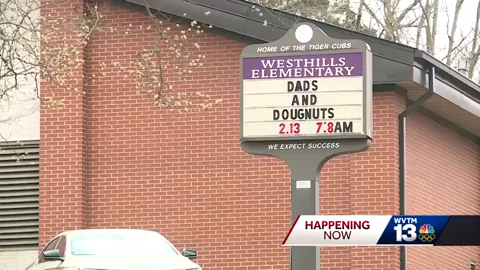 HOME OF THE TIGER CUBS
WESTHILLS
ELEMENTARY
DADS
AND
DOUGNUTS
2.13 7:8AM
WE EXPECT SUCCESS
HAPPENING
NOW
WVTM
13